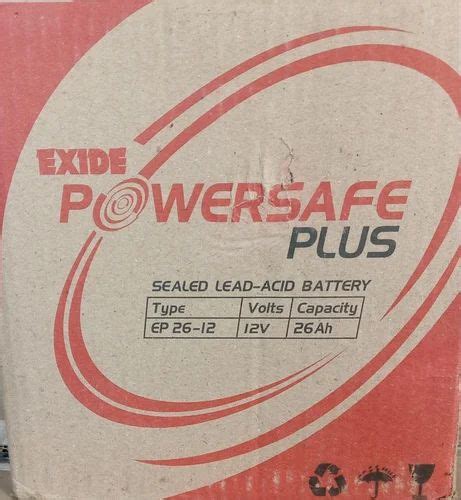 EXIDE
POWERSAFE
PLUS
SEALED LEAD-ACID BATTERY
Type Volts Capacity
EP 26-12 12V 26Ah